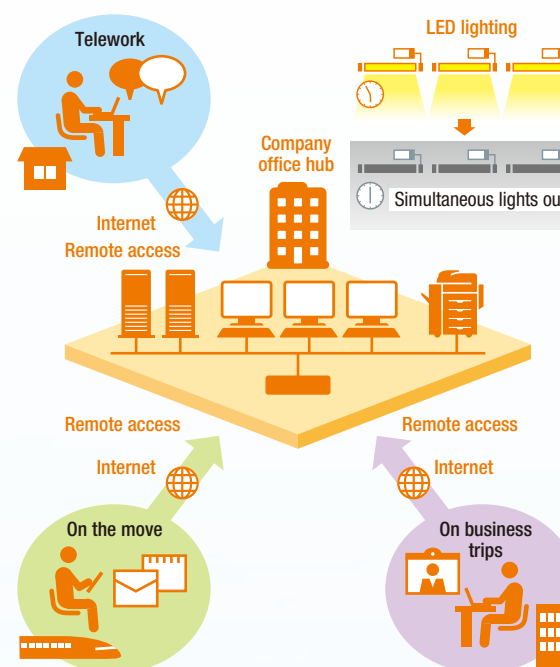 Telework
LED lighting
Company
office hub
Simultaneous lights ou
Internet
Remote access
Remote access
Internet
On the move
Remote access
Internet
On business
trips